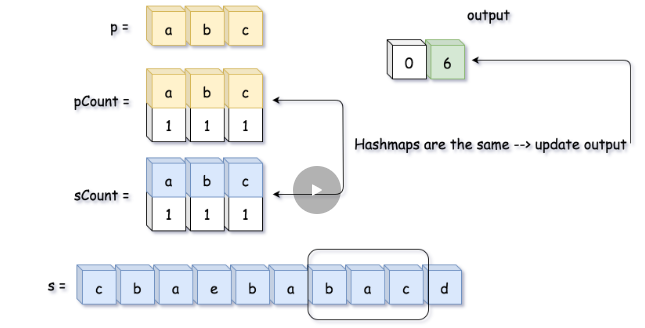 output
p = a b c
0 6
pCount = a b c
1 1 1
Hashmaps are the same --> update output
sCount = a b c
1 1 1
s = c b a e b a b a c d